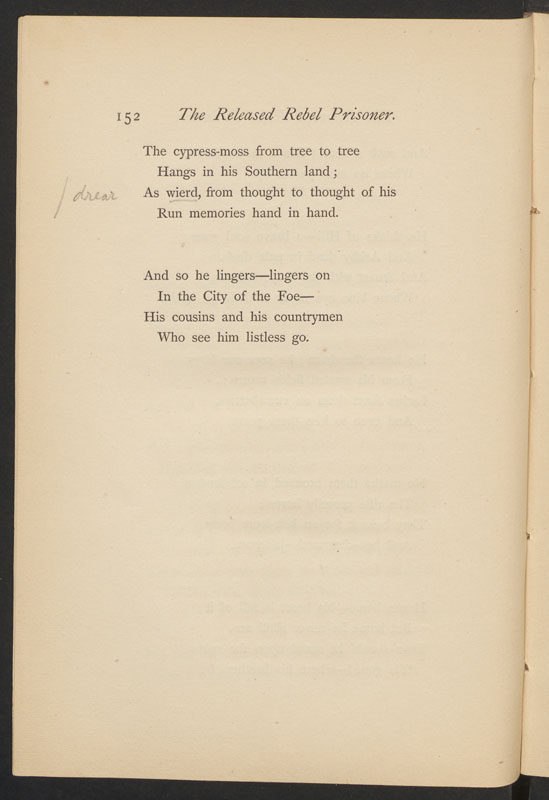 152 The Released Rebel Prisoner.
The cypress-moss from tree to tree
Hangs in his Southern land;
/ drear
As wierd, from thought to thought of his
Run memories hand in hand.
And so he lingers—lingers on
In the City of the Foe—
His cousins and his countrymen
Who see him listless go.